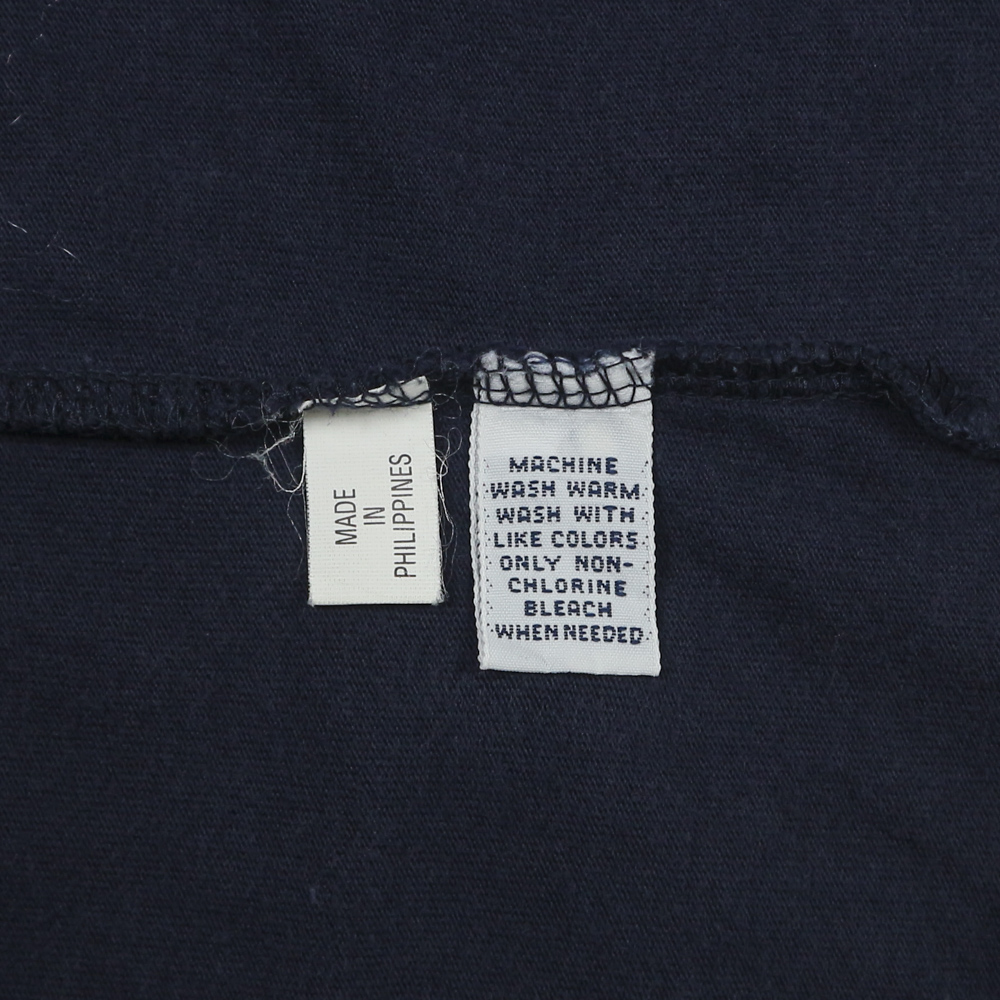 MADE
IN
PHILIPPINES
MACHINE
WASH WARM
WASH WITH
LIKE COLORS
ONLY NON-
CHLORINE
BLEACH
WHEN NEEDED